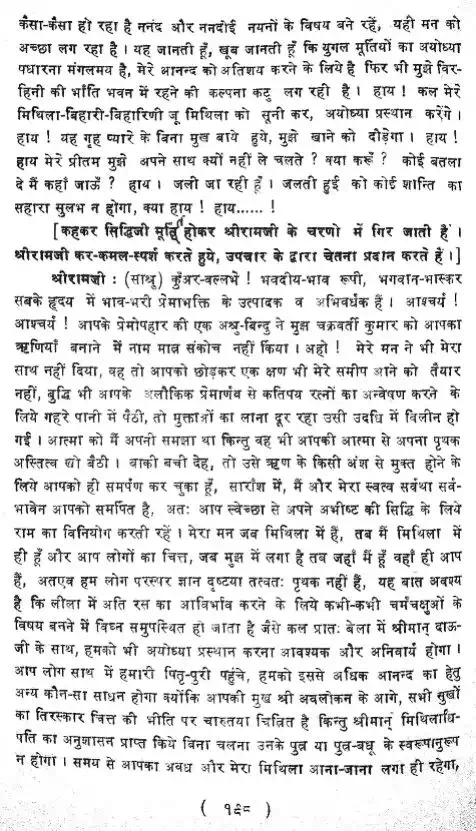 कैसा-कैसा हो रहा है ननंद और ननदोई नयनों के विषय बने रहें, यही मन को
अच्छा लग रहा है । यह जानती हूँ, खूब जानती हूँ कि युगल मूर्तियों का अयोध्या
पधारना मंगलमय है, मेरे आनन्द को अतिशय करने के लिये है फिर भी मुझे विर-
हिनी की भाँति भवन में रहने की कल्पना कटु लग रही है । हाय ! कल मेरे
मिथिला-बिहारी-बिहारिणी जू मिथिला को सूनी कर, अयोध्या प्रस्थान करेंगे ।
हाय ! यह गृह प्यारे के बिना मुख बाये हुये, मुझे खाने को दौड़ेगा । हाय !
हाय मेरे प्रीतम मुझे अपने साथ क्यों नहीं ले चलते ? क्या करूँ ? कोई बतला
दे मैं कहाँ जाऊँ ? हाय । जली जा रही हूँ । जलती हुई को कोई शान्ति का
सहारा सुलभ न होगा, क्या हाय ! हाय......!
[कहकर सिद्धिजी मूर्छित होकर श्रीरामजी के चरणो में गिर जाती है ।
श्रीरामजी कर-कमल-स्पर्श करते हुये, उपचार के द्वारा चेतना प्रदान करते हैं ।]
श्रीरामजी : (साश्रु) कुँअर-वल्लभे ! भवदीय-भाव रूपी, भगवान-भास्कर
सबके हृदय में भाव-भरी प्रेमाभक्ति के उत्पादक व अभिवर्धक हैं । आश्चर्य !
आश्चर्य ! आपके प्रेमोपहार की एक अश्रु-बिन्दु ने मुझ चक्रवर्ती कुमार को आपका
ऋणियाँ बनाने में नाम मात्र संकोच नहीं किया । अहो ! मेरे मन ने भी मेरा
साथ नहीं दिया, वह तो आपको छोड़कर एक क्षण भी मेरे समीप आने को तैयार
नहीं, बुद्धि भी आपके अलौकिक प्रेमार्णव से कतिपय रत्नों का अन्वेषण करने के
लिये गहरे पानी में पैठी, तो मुक्ताओं का लाना दूर रहा उसी उदधि में विलीन हो
गई । आत्मा को मैं अपनी समझा था किन्तु वह भी आपकी आत्मा से अपना पृथक
अस्तित्व खो बैठी । बाकी बची देह, तो उसे ऋण के किसी अंश से मुक्त होने के
लिये आपको ही समर्पण कर चुका हूँ, सारांश में, मैं और मेरा स्वत्व सर्वथा सर्व-
भावेन आपको समर्पित है, अतः आप स्वेच्छा से अपने अभीष्ट की सिद्धि के लिये
राम का विनियोग करती रहें । मेरा मन जब मिथिला में हैं, तब मैं मिथिला में
ही हूँ और आप लोगों का चित्त, जब मुझ में लगा है तब जहाँ मैं हूँ वहाँ ही आप
हैं, अतएव हम लोग परस्पर ज्ञान दृष्टया तत्वतः पृथक नहीं हैं, यह बात अवश्य
है कि लीला में अति रस का आविर्भाव करने के लिये कभी-कभी चर्मचक्षुओं के
विषय बनने में विघ्न समुपस्थित हो जाता है जैसे कल प्रातः बेला में श्रीमान् दाऊ-
जी के साथ, हमको भी अयोध्या प्रस्थान करना आवश्यक और अनिवार्य होगा ।
आप लोग साथ में हमारी पितृ-पुरी पहुंचे, हमको इससे अधिक आनन्द का हेतु
अन्य कौन-सा साधन होगा क्योंकि आपकी मुख श्री अवलोकन के आगे, सभी सुखों
का तिरस्कार चित्त की भीति पर चारुतया चित्रित है किन्तु श्रीमान् मिथिलाधि-
पति का अनुशासन प्राप्त किये बिना चलना उनके पुत्र या पुत्र-बधू के स्वरूपानुरूप
न होगा । समय से आपका अवध और मेरा मिथिला आना-जाना लगा ही रहेगा,
( १६८ )